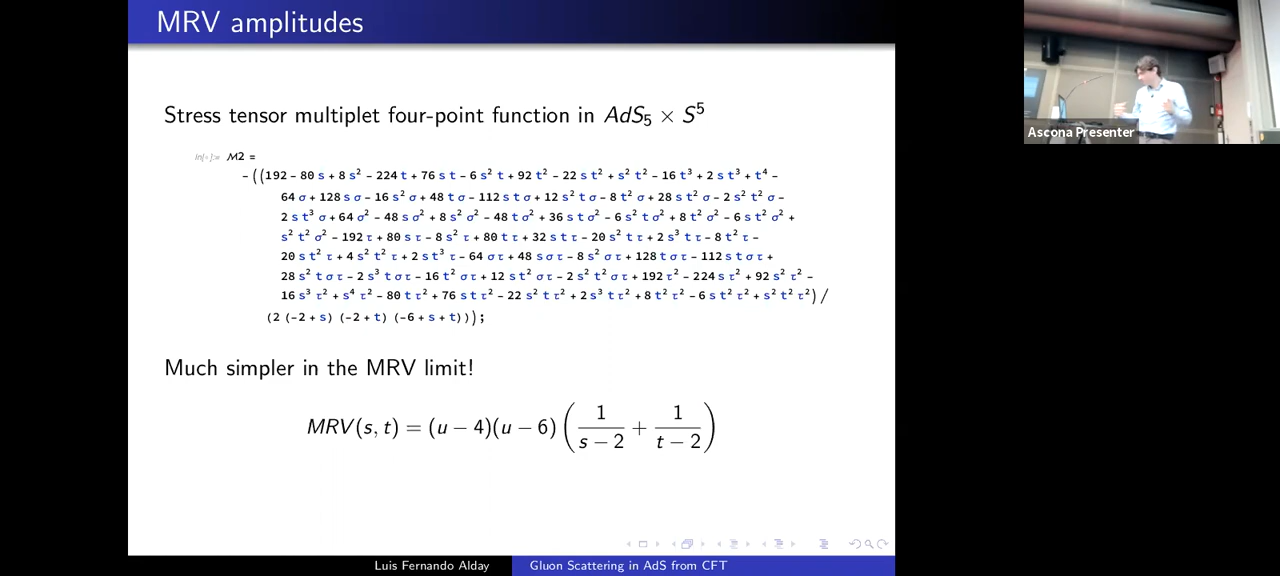 MRV amplitudes
Stress tensor multiplet four-point function in AdS₅ × S⁵
In[∘]:= M2 =
- ((192 – 80 s + 8 s² – 224 t + 76 s t – 6 s² t + 92 t² – 22 s t² + s² t² – 16 t³ + 2 s t³ + t⁴ –
64 σ + 128 s σ – 16 s² σ + 48 t σ – 112 s t σ + 12 s² t σ – 8 t² σ + 28 s t² σ – 2 s² t² σ –
2 s t³ σ + 64 σ² – 48 s σ² + 8 s² σ² – 48 t σ² + 36 s t σ² – 6 s² t σ² + 8 t² σ² – 6 s t² σ² +
s² t² σ² – 192 τ + 80 s τ – 8 s² τ + 80 t τ + 32 s t τ – 20 s² t τ + 2 s³ t τ – 8 t² τ –
20 s t² τ + 4 s² t² τ + 2 s t³ τ – 64 σ τ + 48 s σ τ – 8 s² σ τ + 128 t σ τ – 112 s t σ τ +
28 s² t σ τ – 2 s³ t σ τ – 16 t² σ τ + 12 s t² σ τ – 2 s² t² σ τ + 192 τ² – 224 s τ² + 92 s² τ² –
16 s³ τ² + s⁴ τ² – 80 t τ² + 76 s t τ² – 22 s² t τ² + 2 s³ t τ² + 8 t² τ² – 6 s t² τ² + s² t² τ²) /
(2 (-2 + s) (-2 + t) (-6 + s + t)));
Much simpler in the MRV limit!
MRV(s, t) = (u – 4)(u – 6) (1/(s – 2) + 1/(t – 2))
Luis Fernando Alday
Gluon Scattering in AdS from CFT
Ascona Presenter